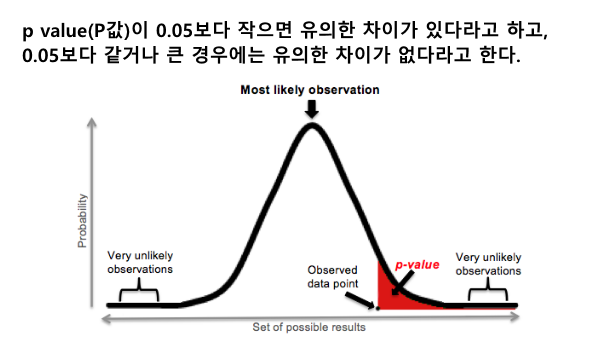 p value(P값)이 0.05보다 작으면 유의한 차이가 있다라고 하고,
0.05보다 같거나 큰 경우에는 유의한 차이가 없다라고 한다.
Most likely observation
Probability
Very unlikely
observations
Observed
data point
p-value
Very unlikely
observations
Set of possible results